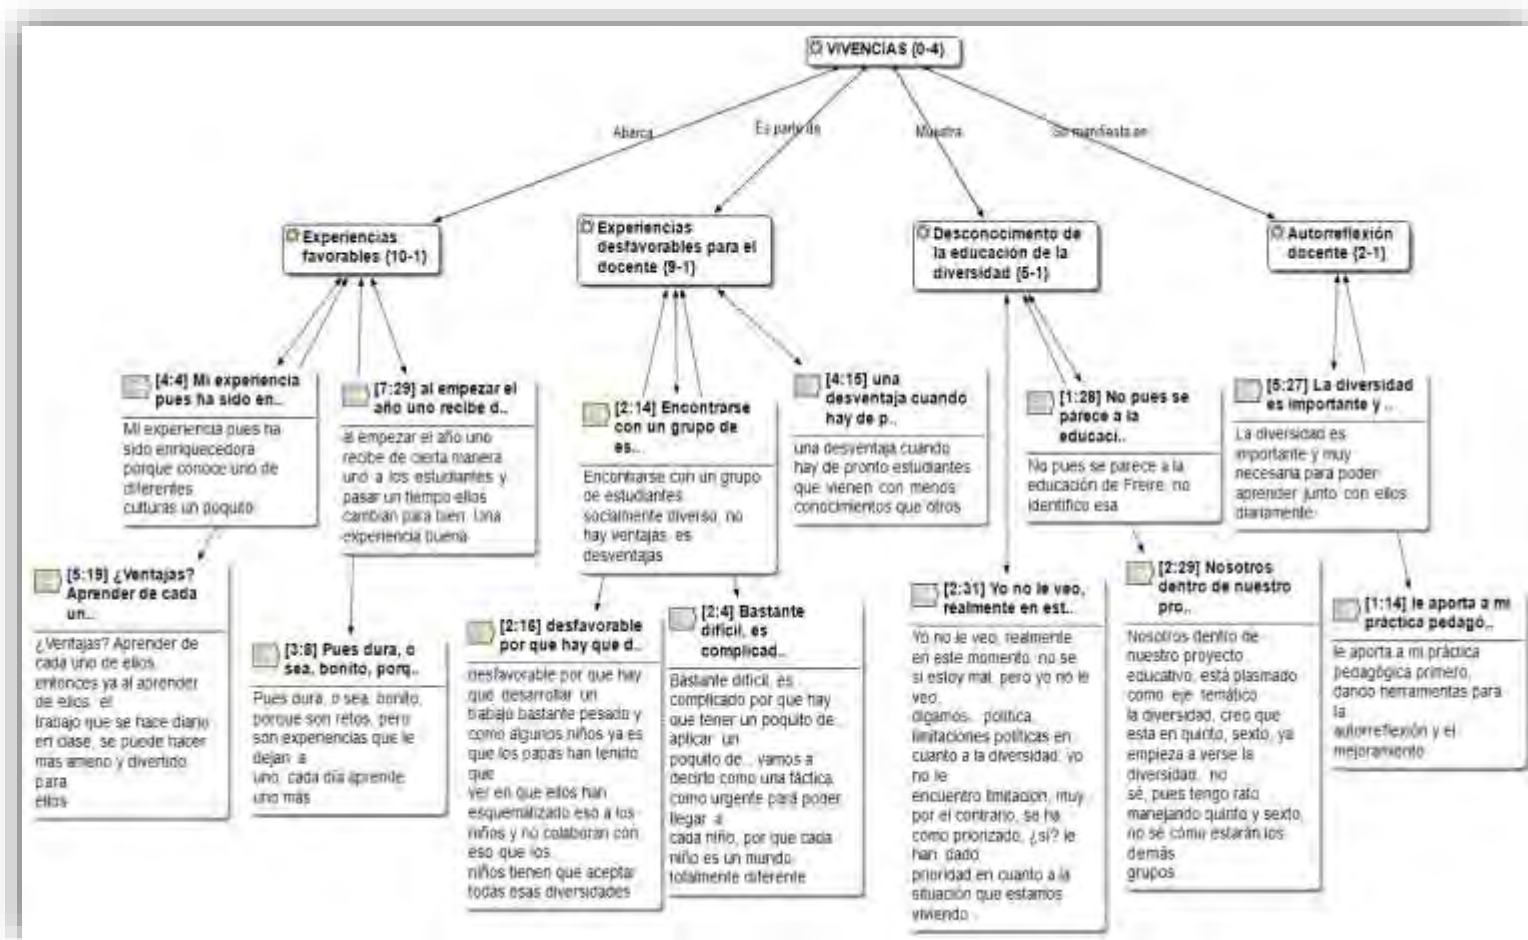 VIVENCIAS {0-4}
Abarca
Es parte de
Muestra
Se manifiesta en
Experiencias
favorables {10-1}
Experiencias
desfavorables para el
docente {9-1}
Desconocimiento de
la educación de la
diversidad {5-1}
Autorreflexión
docente {2-1}
[4:4] Mi experiencia
pues ha sido en..
Mi experiencia pues ha
sido enriquecedora
porque conoce uno de
diferentes
culturas un poquito
[7:29] al empezar el
año uno recibe d..
al empezar el año uno
recibe de cierta manera
uno a los estudiantes y
pasar un tiempo ellos
cambian para bien. Una
experiencia buena
[2:14] Encontrarse
con un grupo de
es..
Encontrarse con un grupo
de estudiantes
socialmente diverso, no
hay ventajas, es
desventajas
[4:15] una
desventaja cuando
hay de p..
una desventaja cuando
hay de pronto estudiantes
que vienen con menos
conocimientos que otros
[1:28] No pues se
parece a la
educaci..
No pues se parece a la
educación de Freire, no
identifico esa
[5:27] La diversidad
es importante y ..
La diversidad es
importante y muy
necesaria para poder
aprender junto con ellos
diariamente
[5:19] ¿Ventajas?
Aprender de cada
un..
¿Ventajas? Aprender de
cada uno de ellos,
entonces ya al aprender
de ellos, el
trabajo que se hace diario
en clase, se puede hacer
más ameno y divertido
para
ellos
[3:8] Pues dura, o
sea, bonito, porq..
Pues dura, o sea, bonito,
porque son retos, pero
son experiencias que le
dejan a
uno, cada día aprende
uno más
[2:16] desfavorable
por que hay que d..
desfavorable por que hay
que desarrollar un
trabajo bastante pesado y
como algunos niños ya es
que los papas han tenido
que
ver en que ellos han
esquematizado eso a los
niños y no colaboran con
eso que los
niños tienen que aceptar
todas esas diversidades
[2:4] Bastante
difícil, es
complicad..
Bastante difícil, es
complicado por que hay
que tener un poquito de
aplicar un
poquito de... vamos a
decirlo como una táctica
como urgente para poder
llegar a
cada niño, por que cada
niño es un mundo
totalmente diferente
[2:31] Yo no le veo,
realmente en est..
Yo no le veo, realmente
en este momento, no se
si estoy mal, pero yo no le
veo,
digamos.. política,
limitaciones políticas en
cuanto a la diversidad, yo
no le
encuentro limitación, muy
por el contrario, se ha
como priorizado, ¿si? le
han dado
prioridad en cuanto a la
situación que estamos
viviendo
[2:29] Nosotros
dentro de nuestro
pro..
Nosotros dentro de
nuestro proyecto
educativo, está plasmado
como eje temático
la diversidad, creo que
esta en quinto, sexto, ya
empieza a verse la
diversidad, no
sé, pues tengo rato
manejando quinto y sexto,
no sé cómo estarán los
demás
grupos
[1:14] le aporta a mi
práctica pedagó..
le aporta a mi práctica
pedagógica primero,
dando herramientas para
la
autorreflexión y el
mejoramiento